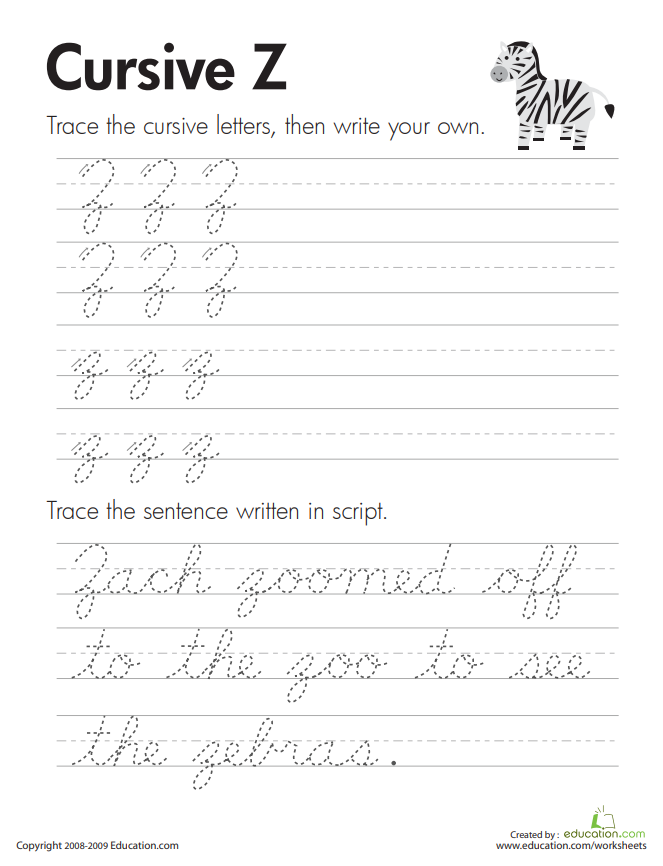 Cursive Z
Trace the cursive letters, then write your own.
Z Z Z
Z Z Z
z z z
z z z
Trace the sentence written in script.
Zach zoomed off
to the zoo to see
the zebras.
Copyright 2008-2009 Education.com
Created by : education.com
www.education.com/worksheets